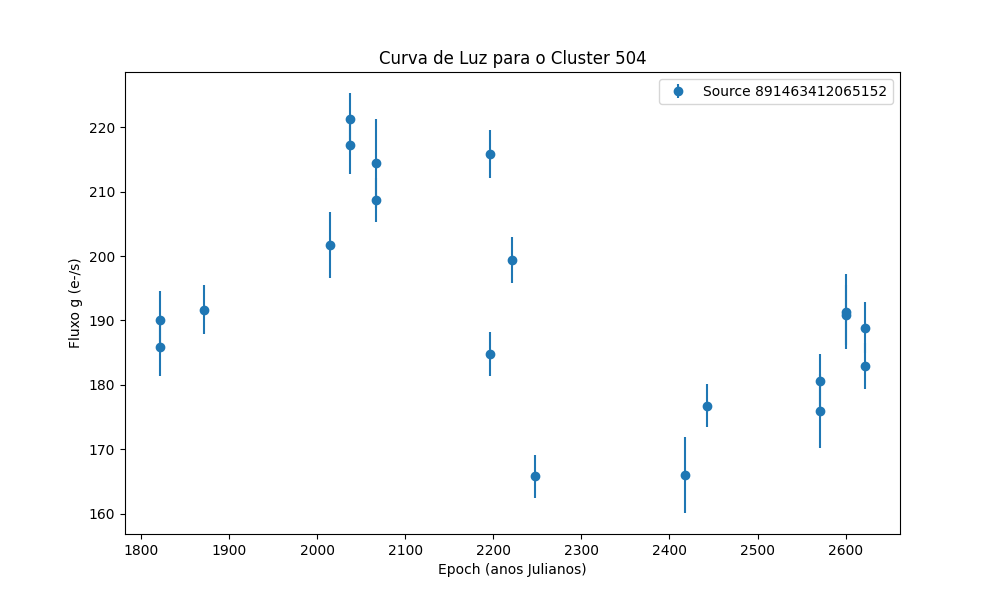 Curva de Luz para o Cluster 504
Source 891463412065152
220
210
200
190
180
170
160
Fluxo g (e-/s)
1800 1900 2000 2100 2200 2300 2400 2500 2600
Epoch (anos Julianos)